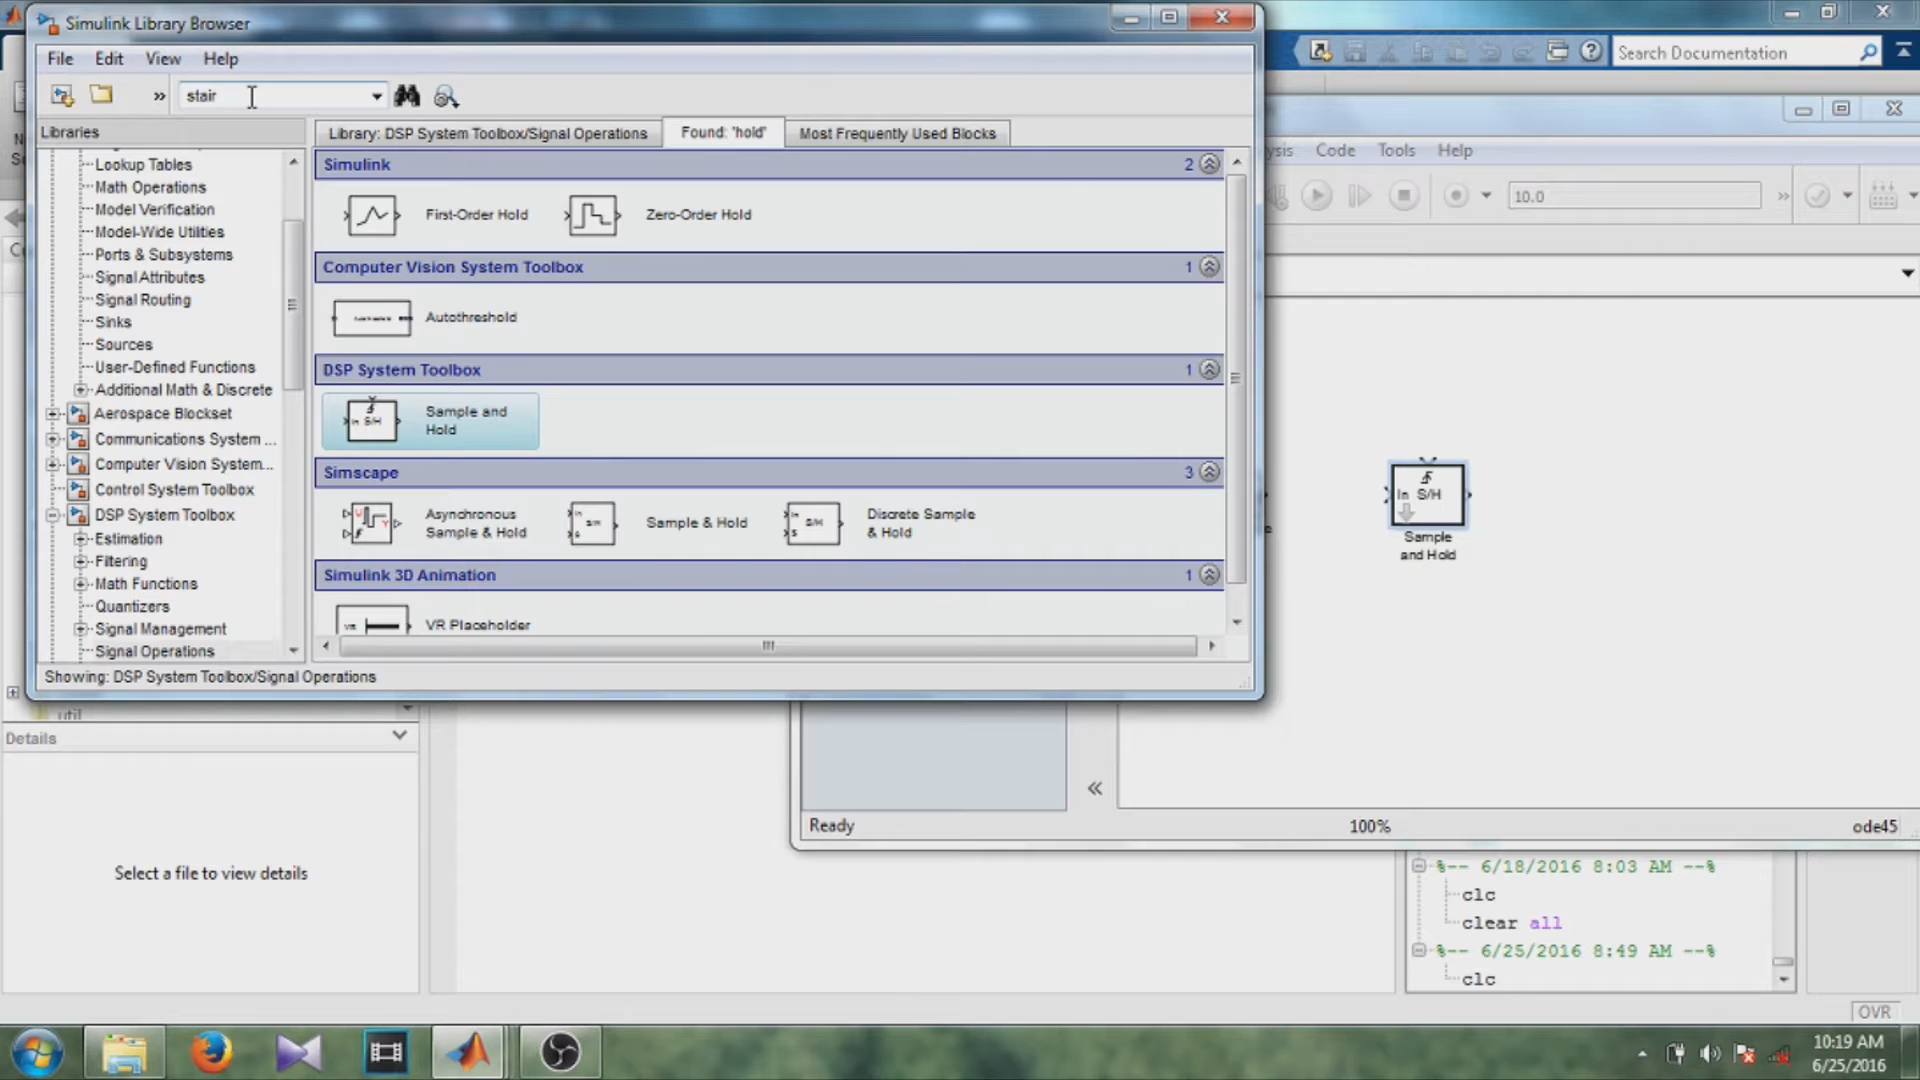 Simulink Library Browser
File Edit View Help
» stair
Libraries
Lookup Tables
Math Operations
Model Verification
Model-Wide Utilities
Ports & Subsystems
Signal Attributes
Signal Routing
Sinks
Sources
User-Defined Functions
Additional Math & Discrete
Aerospace Blockset
Communications System ...
Computer Vision System...
Control System Toolbox
DSP System Toolbox
Estimation
Filtering
Math Functions
Quantizers
Signal Management
Signal Operations
Library: DSP System Toolbox/Signal Operations
Found: 'hold'
Most Frequently Used Blocks
Simulink 2
First-Order Hold
Zero-Order Hold
Computer Vision System Toolbox 1
Autothreshold
DSP System Toolbox 1
In S/H
Sample and
Hold
Simscape 3
Asynchronous
Sample & Hold
Sample & Hold
Discrete Sample
& Hold
Simulink 3D Animation 1
VR Placeholder
Showing: DSP System Toolbox/Signal Operations
Search Documentation
Code Tools Help
10.0 »
In S/H
Sample
and Hold
util
Details
Select a file to view details
«
Ready 100% ode45
%-- 6/18/2016 8:03 AM --%
clc
clear all
%-- 6/25/2016 8:49 AM --%
clc
OVR
10:19 AM
6/25/2016